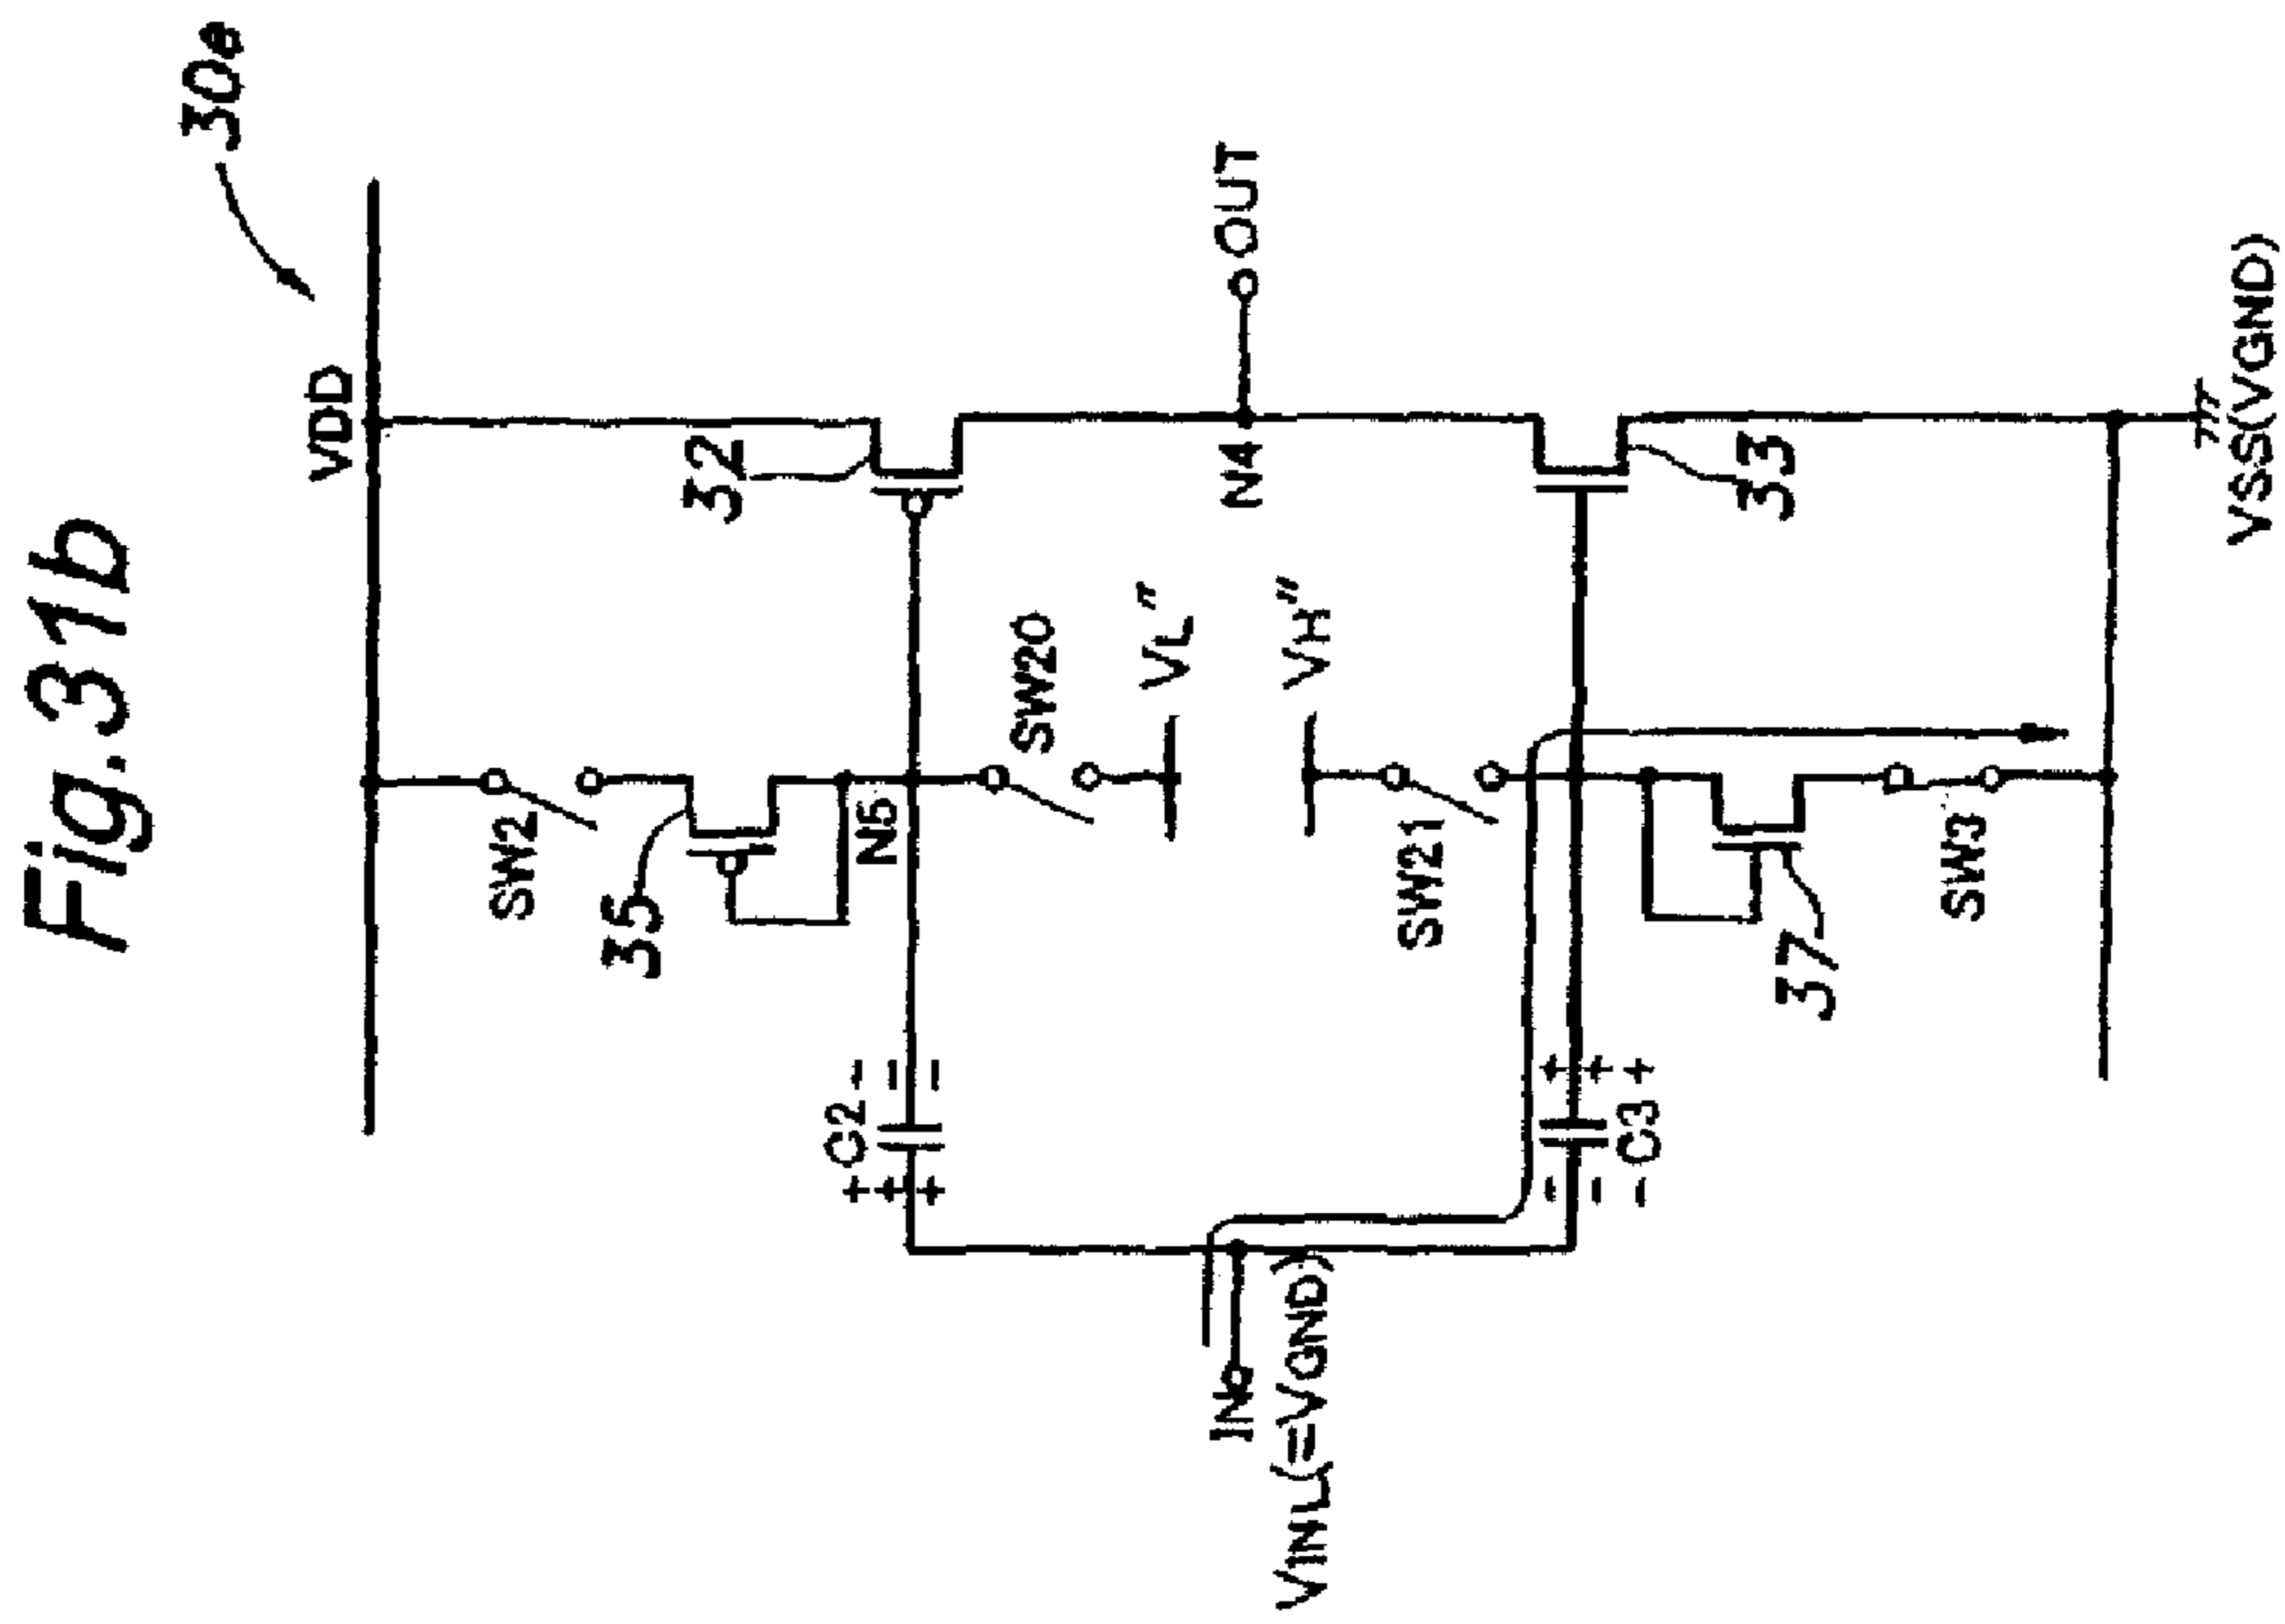 Fig. 31b
30e
VDD
SW2
35
32
N5
C2
- - -
+ + +
SW20
VL"
N4
OUT
IN
VINL(=VGND)
VH"
SW21
C3
+ + +
- - -
37
33
SW3
VSS(VGND)